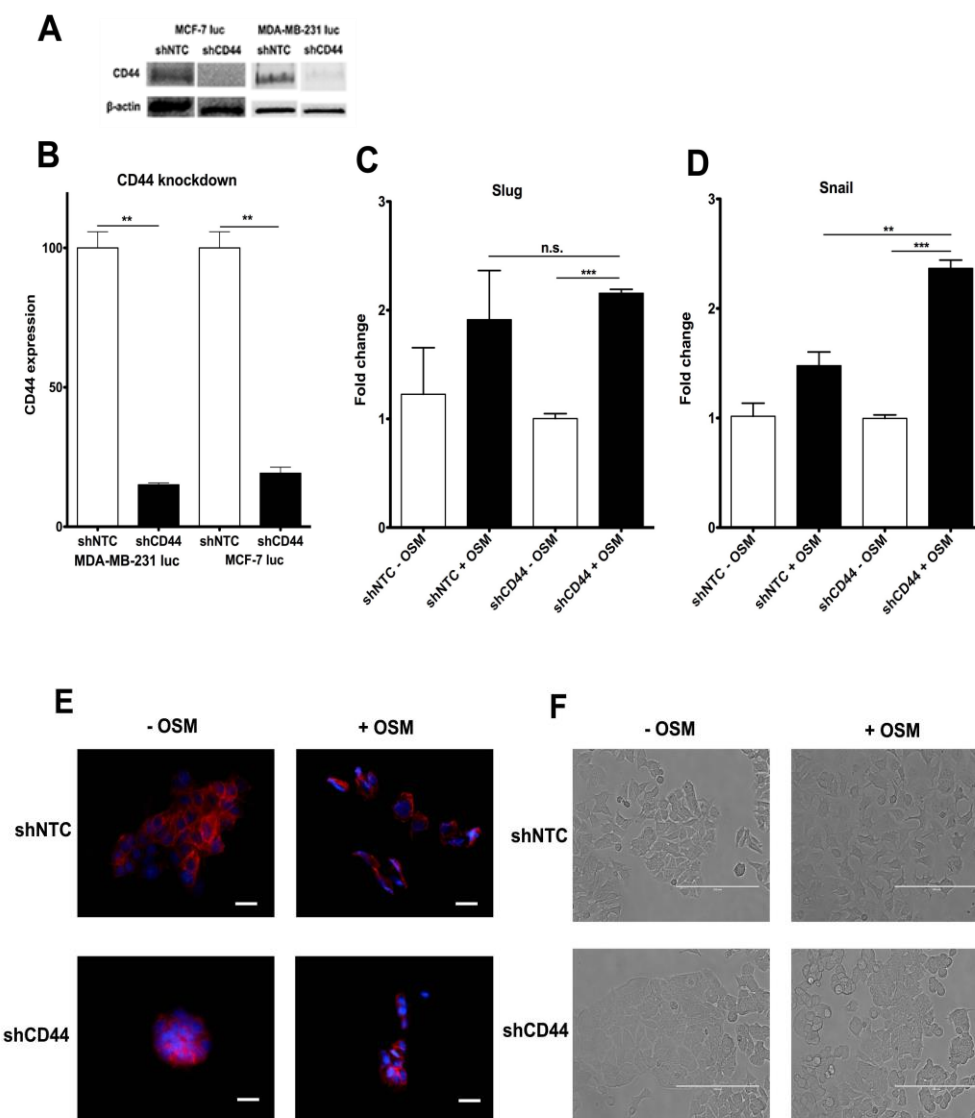 A
MCF-7 luc MDA-MB-231 luc
shNTC shCD44 shNTC shCD44
CD44
β-actin
B
CD44 knockdown
**
**
100
50
0
CD44 expression
shNTC shCD44 shNTC shCD44
MDA-MB-231 luc MCF-7 luc
C
Slug
n.s.
***
3
2
1
0
Fold change
shNTC - OSM
shNTC + OSM
shCD44 - OSM
shCD44 + OSM
D
Snail
**
***
3
2
1
0
Fold change
shNTC - OSM
shNTC + OSM
shCD44 - OSM
shCD44 + OSM
E
- OSM + OSM
shNTC
shCD44
F
- OSM + OSM
shNTC
shCD44